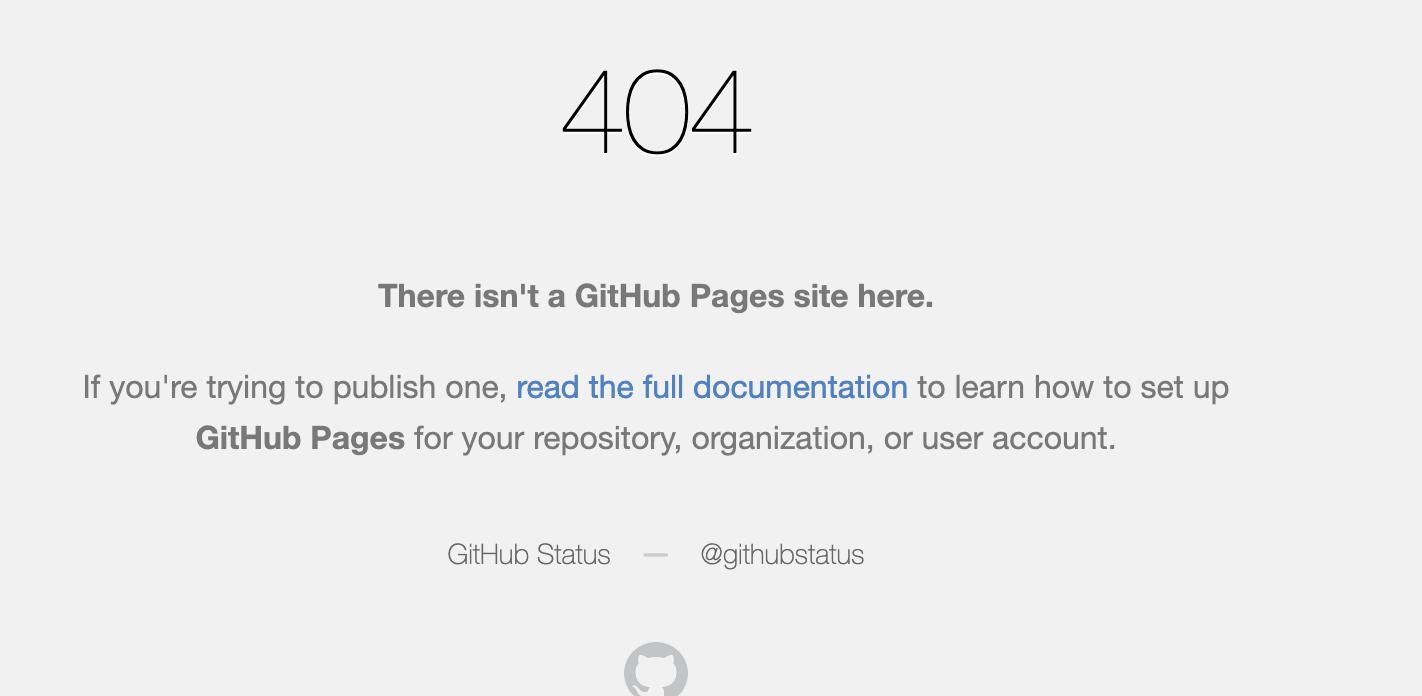 404
There isn't a GitHub Pages site here.
If you're trying to publish one, read the full documentation to learn how to set up
GitHub Pages for your repository, organization, or user account.
GitHub Status — @githubstatus